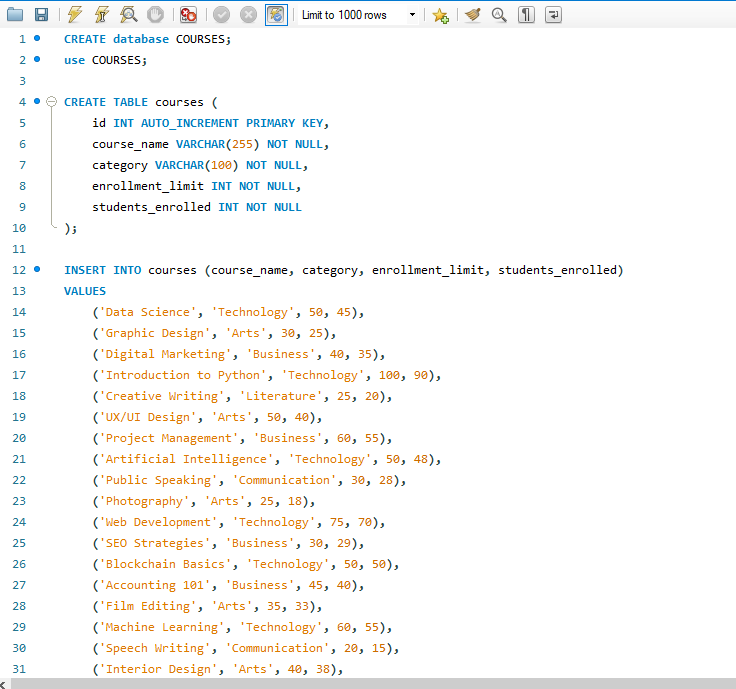 Limit to 1000 rows
1 CREATE database COURSES;
2 use COURSES;
3
4 CREATE TABLE courses (
5 id INT AUTO_INCREMENT PRIMARY KEY,
6 course_name VARCHAR(255) NOT NULL,
7 category VARCHAR(100) NOT NULL,
8 enrollment_limit INT NOT NULL,
9 students_enrolled INT NOT NULL
10 );
11
12 INSERT INTO courses (course_name, category, enrollment_limit, students_enrolled)
13 VALUES
14 ('Data Science', 'Technology', 50, 45),
15 ('Graphic Design', 'Arts', 30, 25),
16 ('Digital Marketing', 'Business', 40, 35),
17 ('Introduction to Python', 'Technology', 100, 90),
18 ('Creative Writing', 'Literature', 25, 20),
19 ('UX/UI Design', 'Arts', 50, 40),
20 ('Project Management', 'Business', 60, 55),
21 ('Artificial Intelligence', 'Technology', 50, 48),
22 ('Public Speaking', 'Communication', 30, 28),
23 ('Photography', 'Arts', 25, 18),
24 ('Web Development', 'Technology', 75, 70),
25 ('SEO Strategies', 'Business', 30, 29),
26 ('Blockchain Basics', 'Technology', 50, 50),
27 ('Accounting 101', 'Business', 45, 40),
28 ('Film Editing', 'Arts', 35, 33),
29 ('Machine Learning', 'Technology', 60, 55),
30 ('Speech Writing', 'Communication', 20, 15),
31 ('Interior Design', 'Arts', 40, 38),